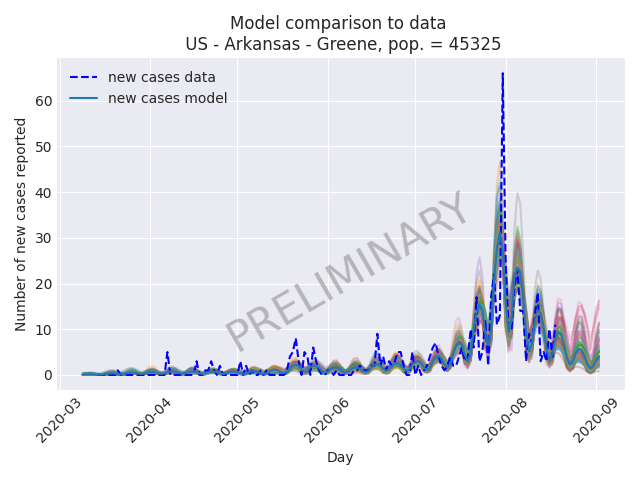 Model comparison to data
US - Arkansas - Greene, pop. = 45325
new cases data
new cases model
PRELIMINARY
Number of new cases reported
60
50
40
30
20
10
0
2020-03
2020-04
2020-05
2020-06
2020-07
2020-08
2020-09
Day